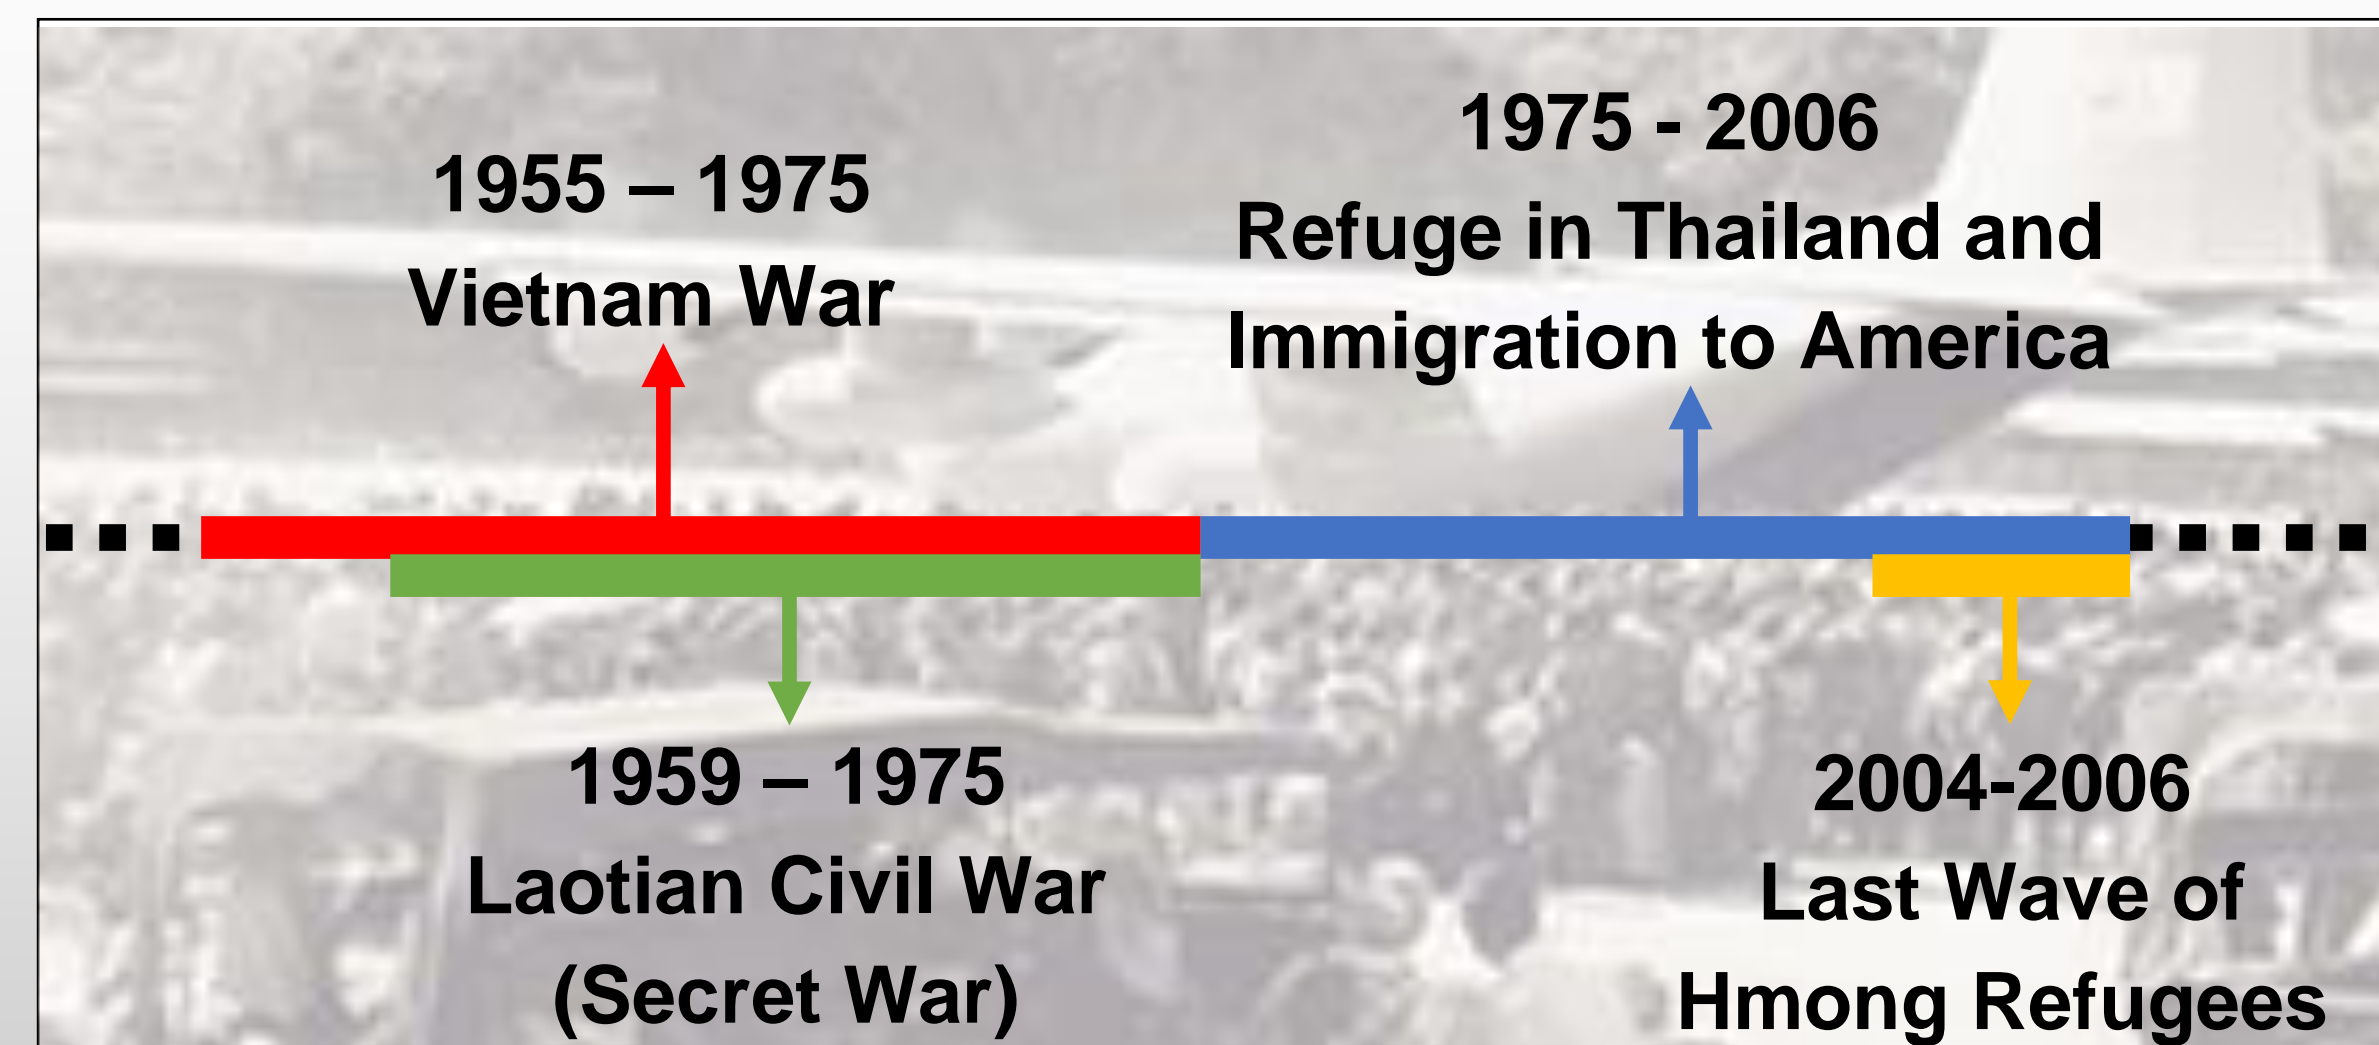 1955 – 1975
Vietnam War
1975 - 2006
Refuge in Thailand and
Immigration to America
1959 – 1975
Laotian Civil War
(Secret War)
2004-2006
Last Wave of
Hmong Refugees